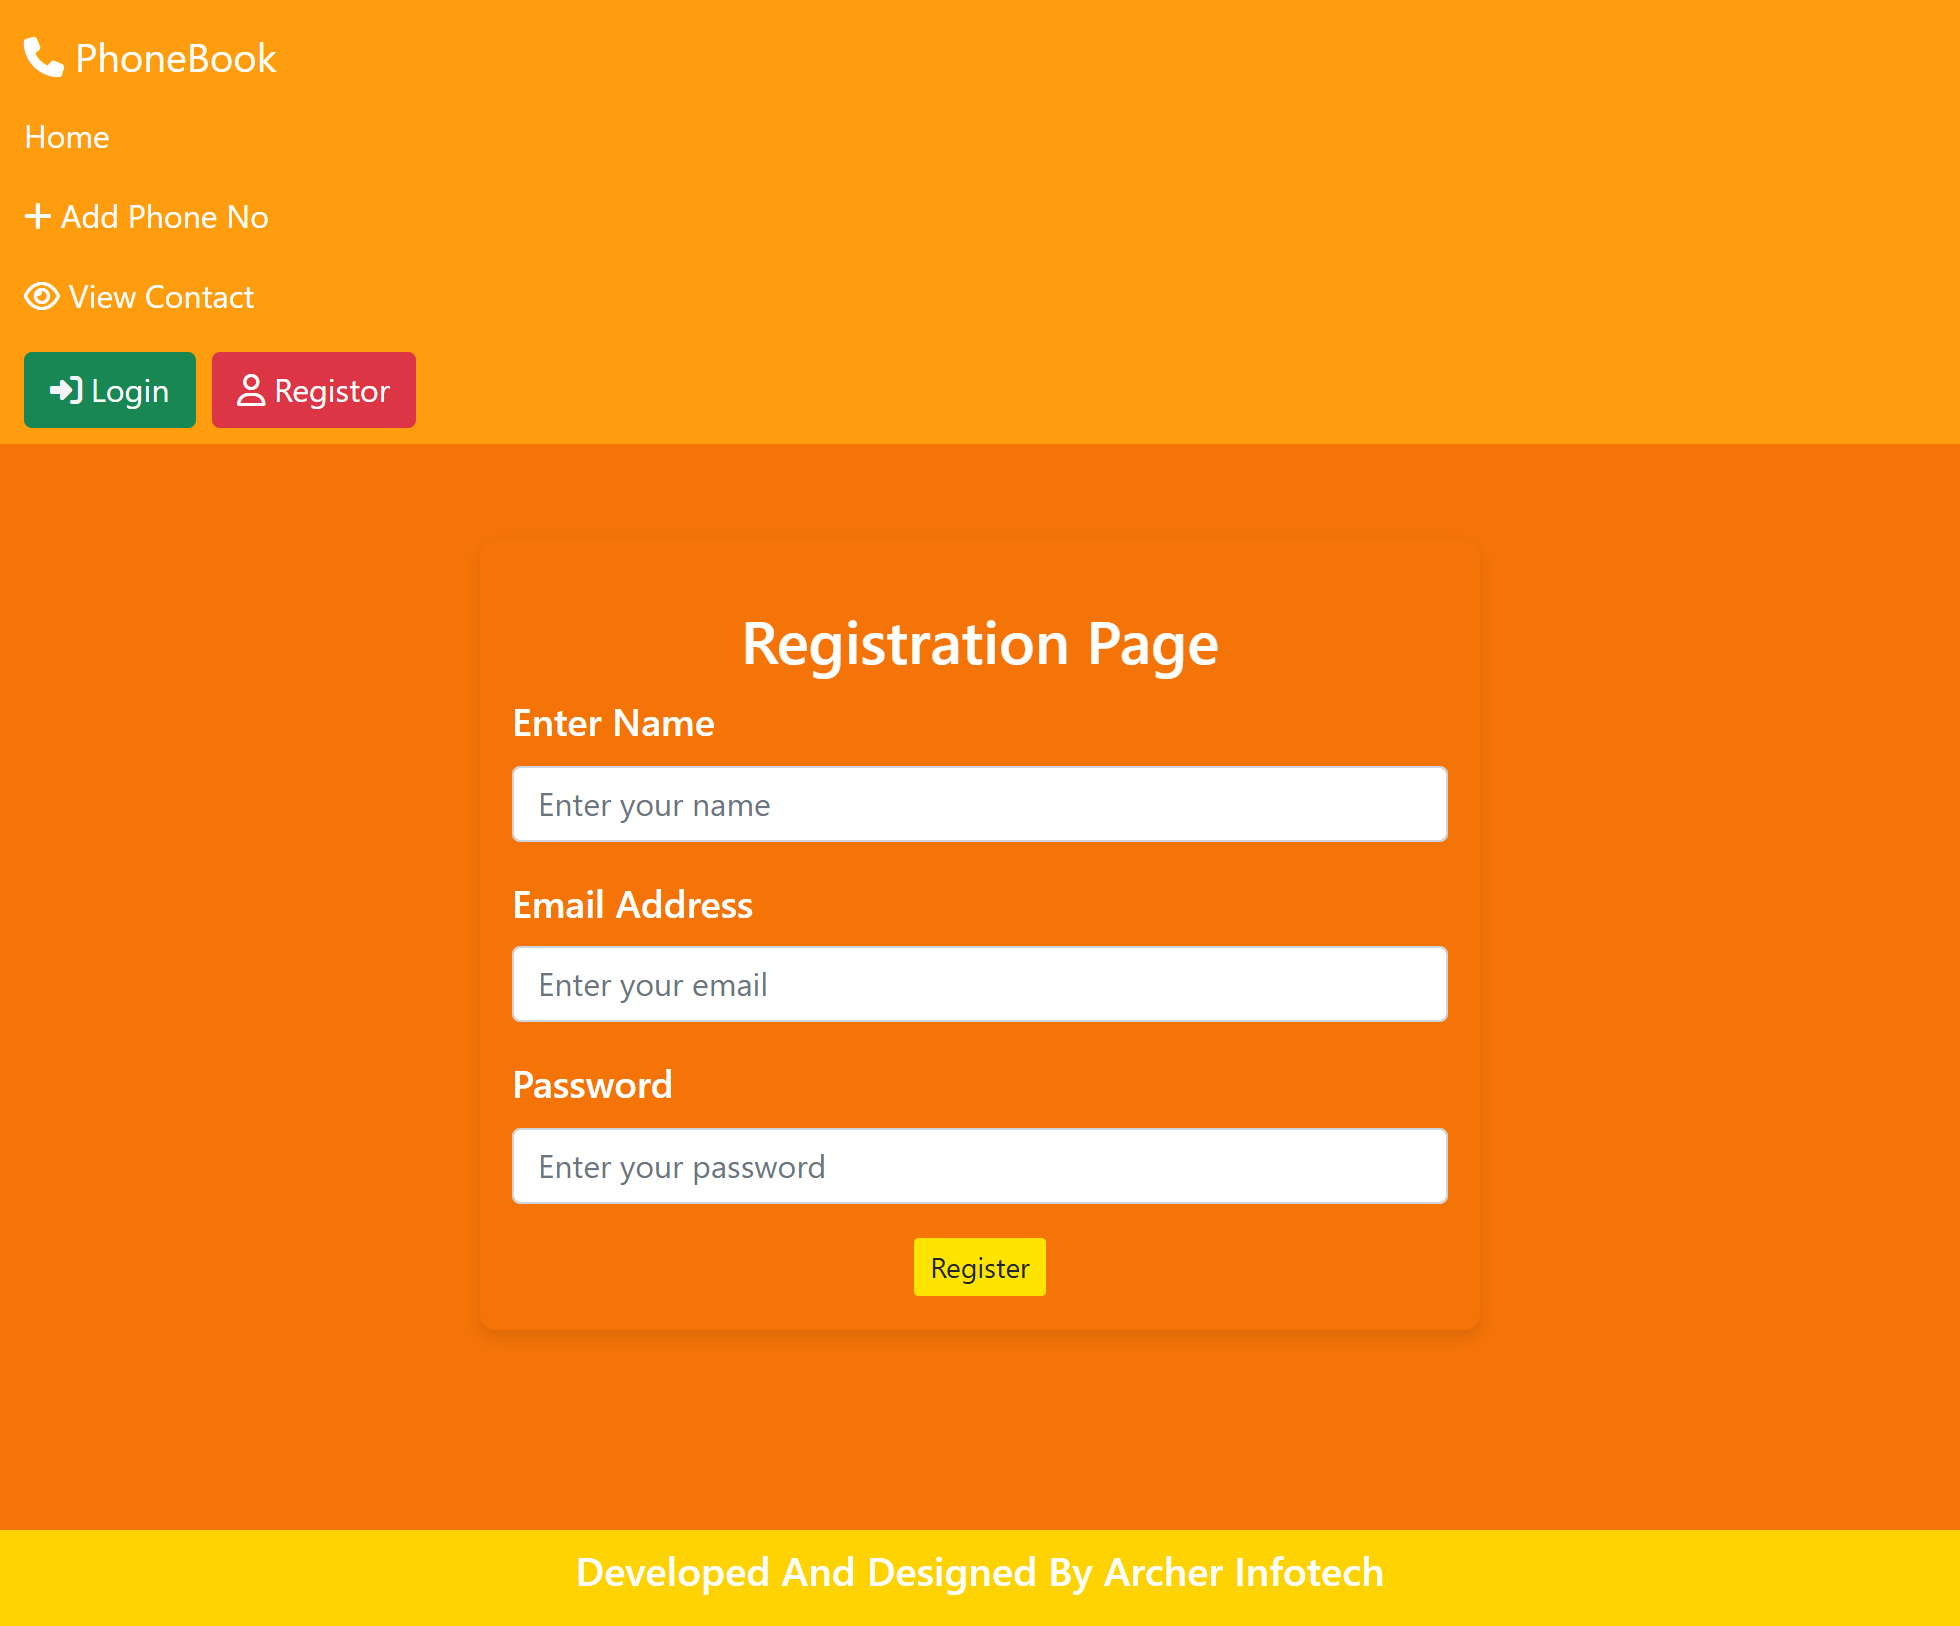 PhoneBook
Home
Add Phone No
View Contact
Login Registor
Registration Page
Enter Name
Enter your name
Email Address
Enter your email
Password
Enter your password
Register
Developed And Designed By Archer Infotech